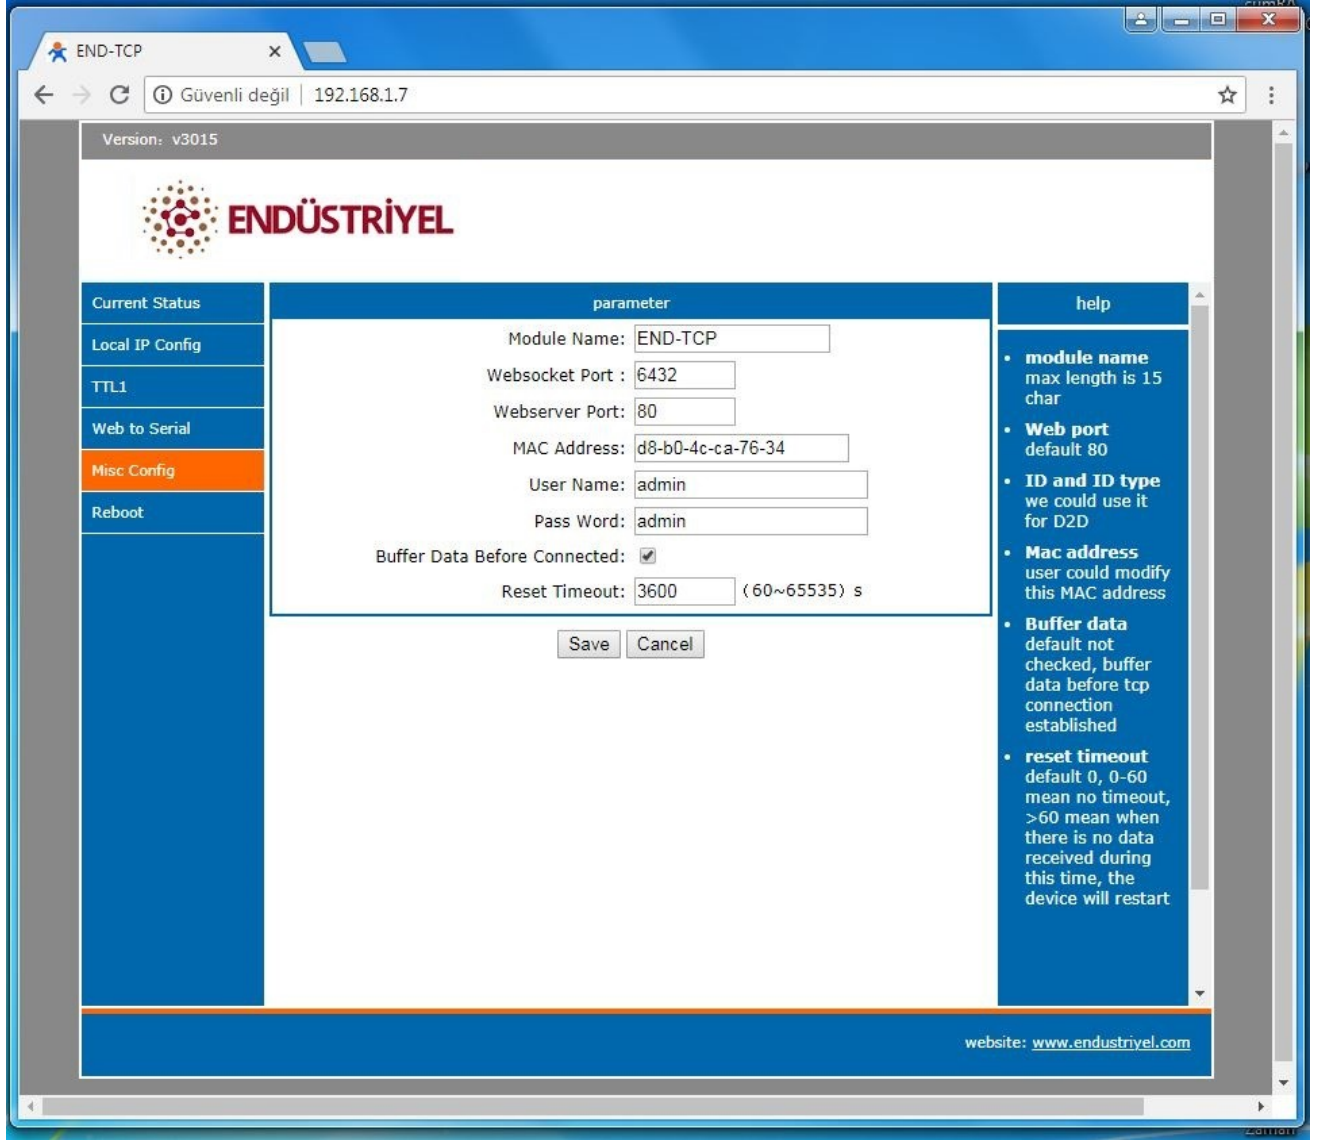 END-TCP
Güvenli değil | 192.168.1.7
Version: v3015
ENDÜSTRİYEL
Current Status
Local IP Config
TTL1
Web to Serial
Misc Config
Reboot
parameter
Module Name: END-TCP
Websocket Port : 6432
Webserver Port: 80
MAC Address: d8-b0-4c-ca-76-34
User Name: admin
Pass Word: admin
Buffer Data Before Connected:
Reset Timeout: 3600 (60~65535) s
Save Cancel
help
• module name
max length is 15
char
• Web port
default 80
• ID and ID type
we could use it
for D2D
• Mac address
user could modify
this MAC address
• Buffer data
default not
checked, buffer
data before tcp
connection
established
• reset timeout
default 0, 0-60
mean no timeout,
>60 mean when
there is no data
received during
this time, the
device will restart
website: www.endustriyel.com